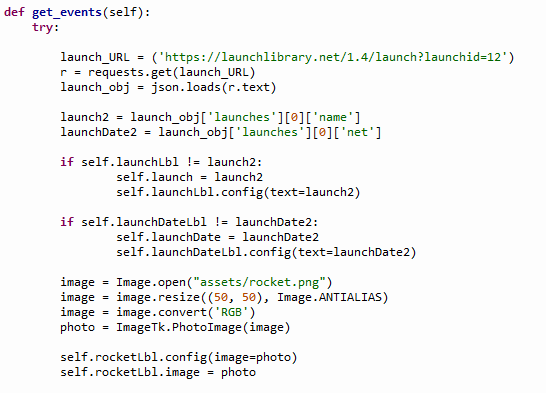 def get_events(self):
    try:

        launch_URL = ('https://launchlibrary.net/1.4/launch?launchid=12')
        r = requests.get(launch_URL)
        launch_obj = json.loads(r.text)

        launch2 = launch_obj['launches'][0]['name']
        launchDate2 = launch_obj['launches'][0]['net']

        if self.launchLbl != launch2:
                self.launch = launch2
                self.launchLbl.config(text=launch2)

        if self.launchDateLbl != launchDate2:
                self.launchDate = launchDate2
                self.launchDateLbl.config(text=launchDate2)

        image = Image.open("assets/rocket.png")
        image = image.resize((50, 50), Image.ANTIALIAS)
        image = image.convert('RGB')
        photo = ImageTk.PhotoImage(image)

        self.rocketLbl.config(image=photo)
        self.rocketLbl.image = photo